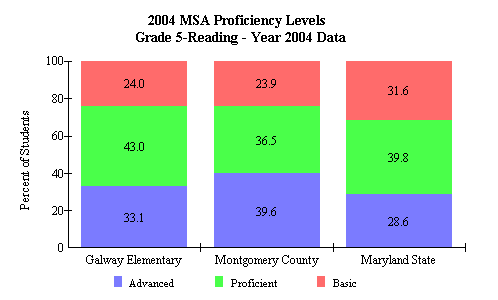 2004 MSA Proficiency Levels
Grade 5-Reading - Year 2004 Data
Percent of Students
100
80
60
40
20
0
24.0 23.9 31.6
43.0 36.5 39.8
33.1 39.6 28.6
Galway Elementary Montgomery County Maryland State
Advanced Proficient Basic